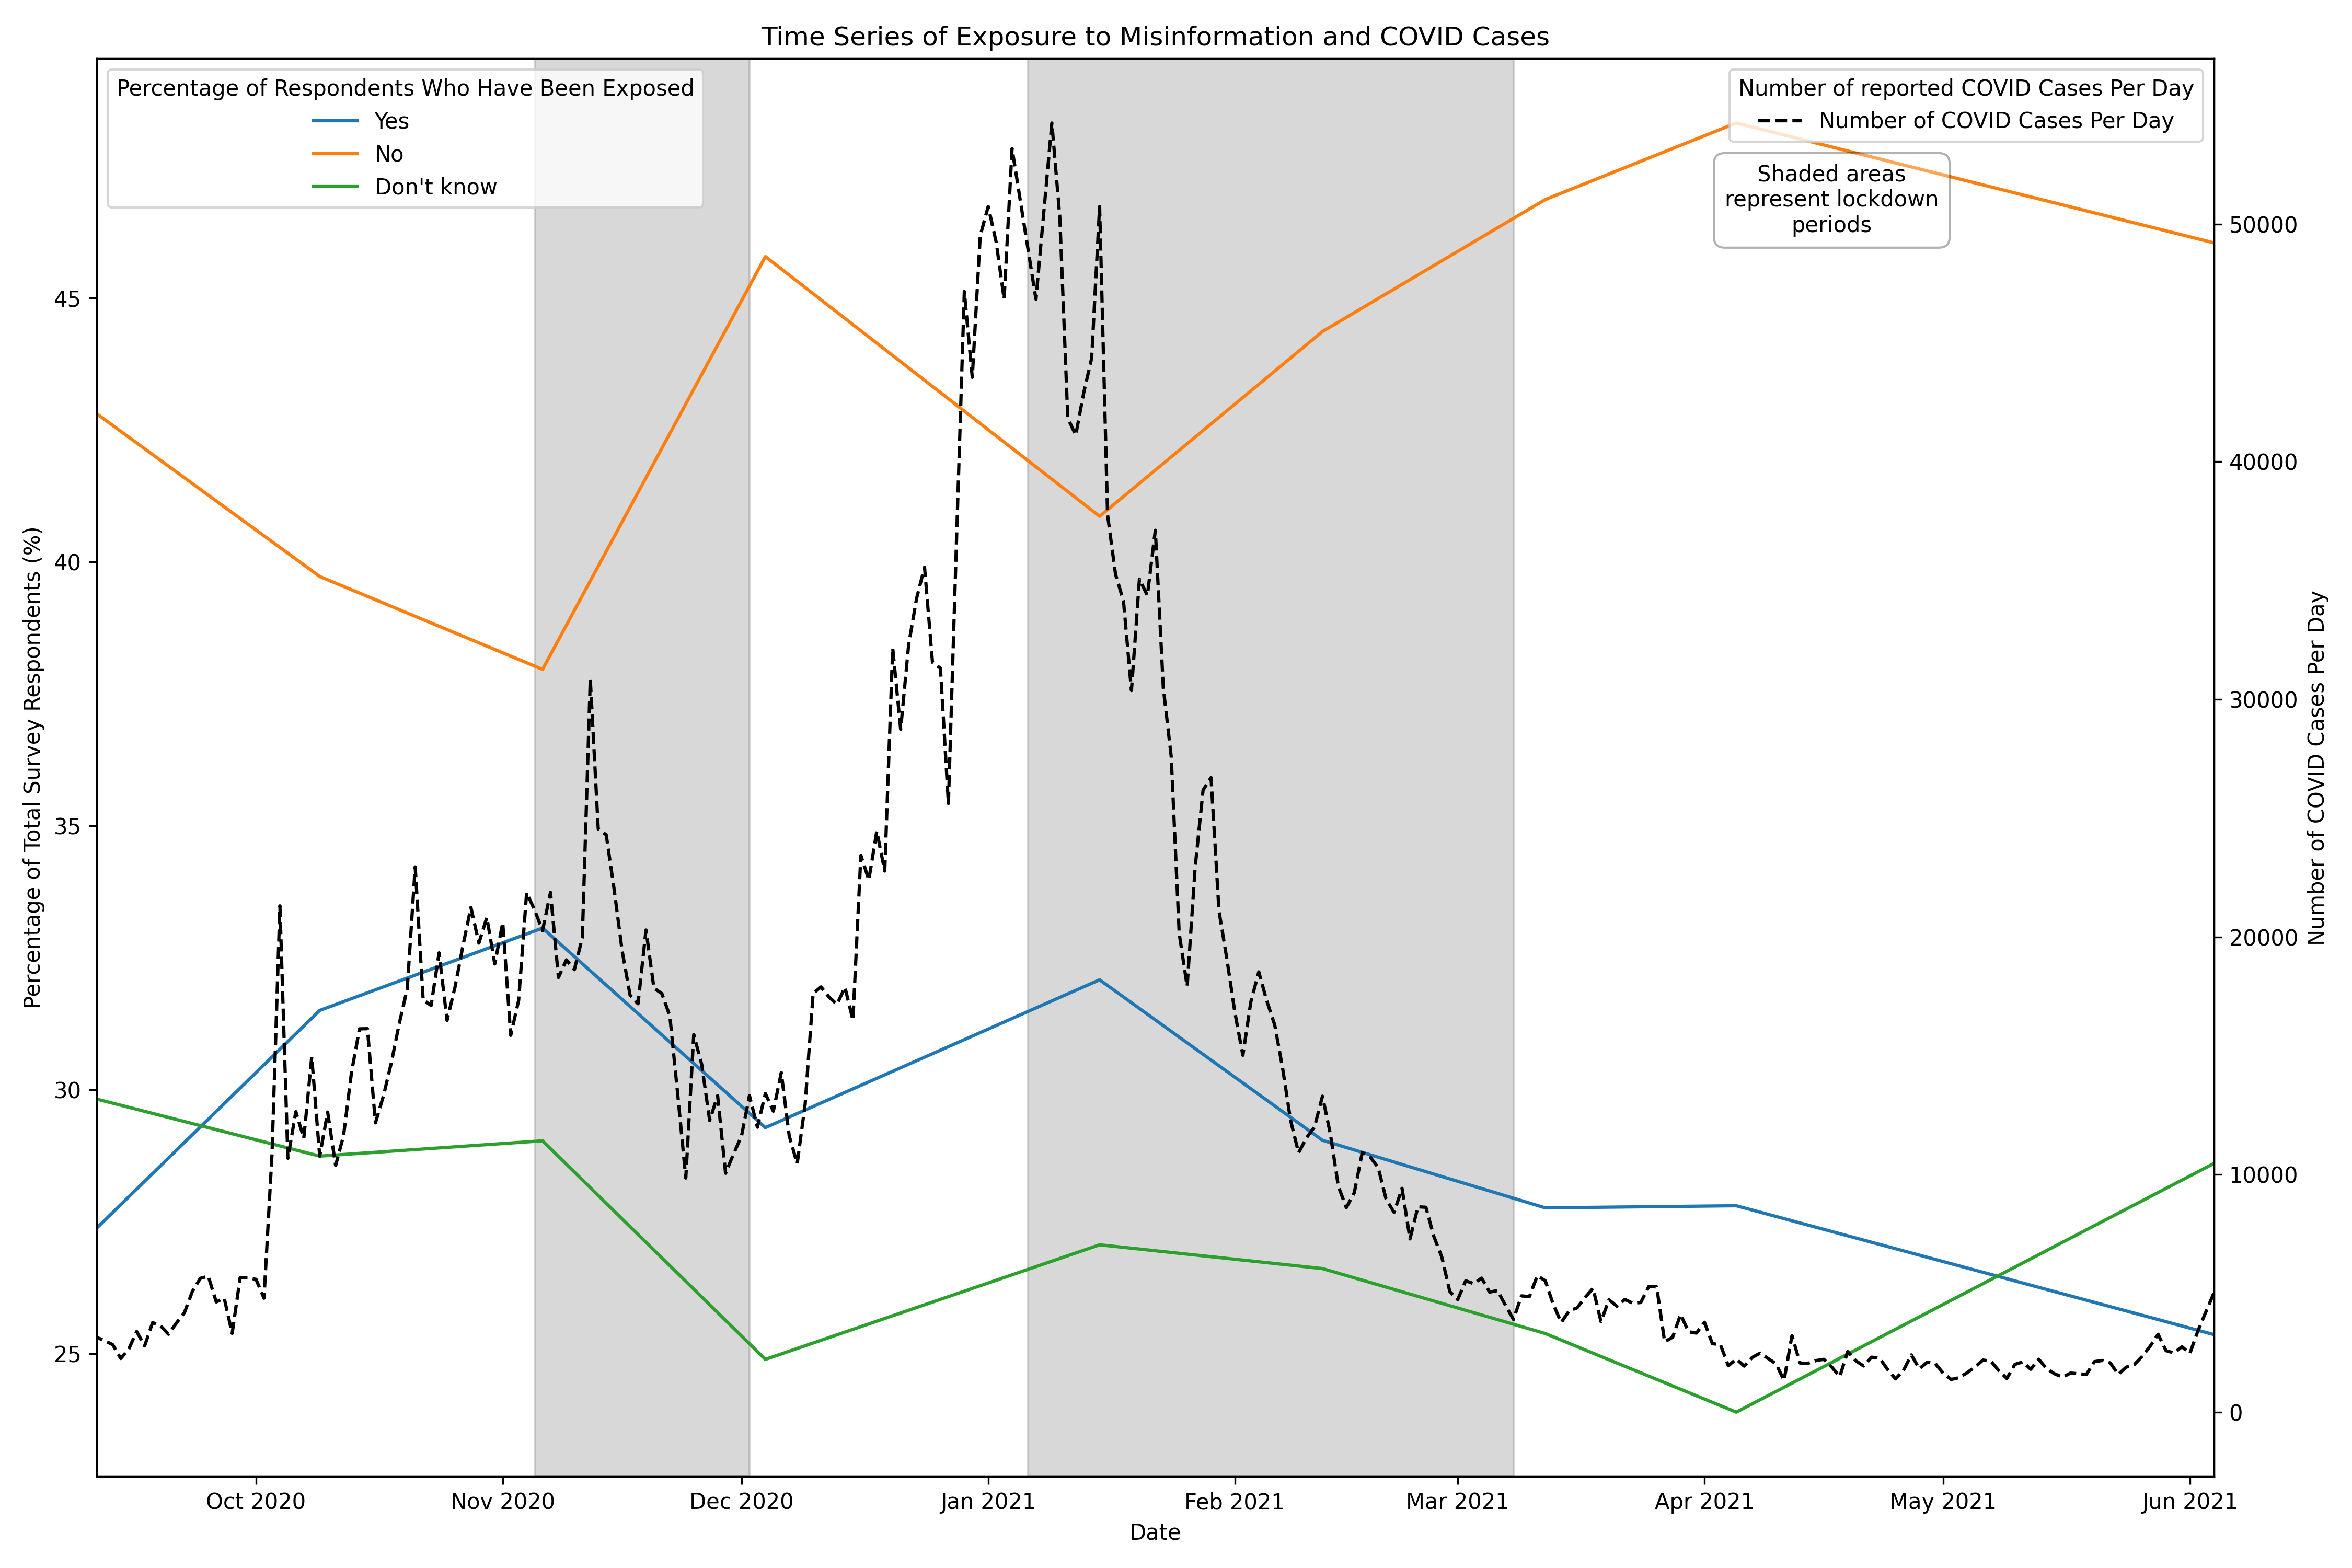 Time Series of Exposure to Misinformation and COVID Cases
Percentage of Respondents Who Have Been Exposed
Yes
No
Don't know
Number of reported COVID Cases Per Day
Number of COVID Cases Per Day
Shaded areas
represent lockdown
periods
Percentage of Total Survey Respondents (%)
45
40
35
30
25
50000
40000
30000
20000
10000
0
Number of COVID Cases Per Day
Oct 2020
Nov 2020
Dec 2020
Jan 2021
Feb 2021
Mar 2021
Apr 2021
May 2021
Jun 2021
Date